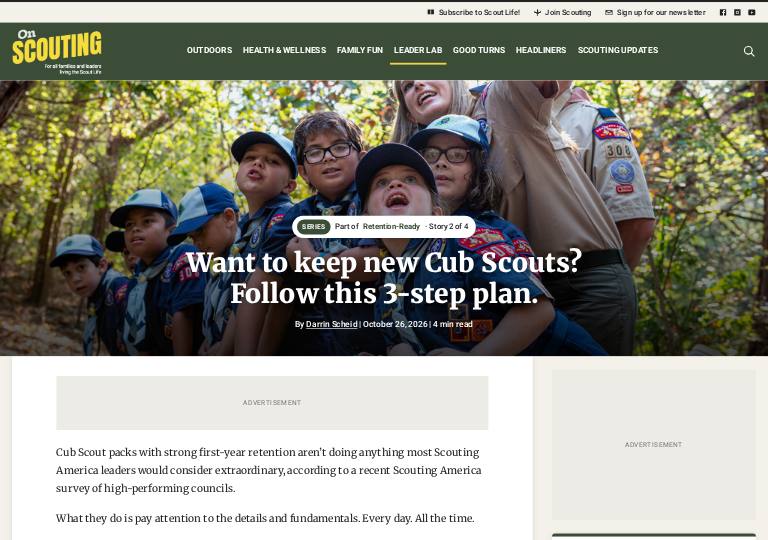 Subscribe to Scout Life!
Join Scouting
Sign up for our newsletter
On
SCOUTING
For all families and leaders
living the Scout Life
OUTDOORS
HEALTH & WELLNESS
FAMILY FUN
LEADER LAB
GOOD TURNS
HEADLINERS
SCOUTING UPDATES
308
SERIES Part of Retention-Ready · Story 2 of 4
Want to keep new Cub Scouts?
Follow this 3-step plan.
By Darrin Scheid | October 26, 2026 | 4 min read
ADVERTISEMENT
ADVERTISEMENT
Cub Scout packs with strong first-year retention aren't doing anything most Scouting
America leaders would consider extraordinary, according to a recent Scouting America
survey of high-performing councils.
What they do is pay attention to the details and fundamentals. Every day. All the time.